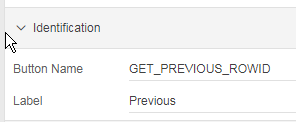 Identification
Button Name GET_PREVIOUS_ROWID
Label Previous